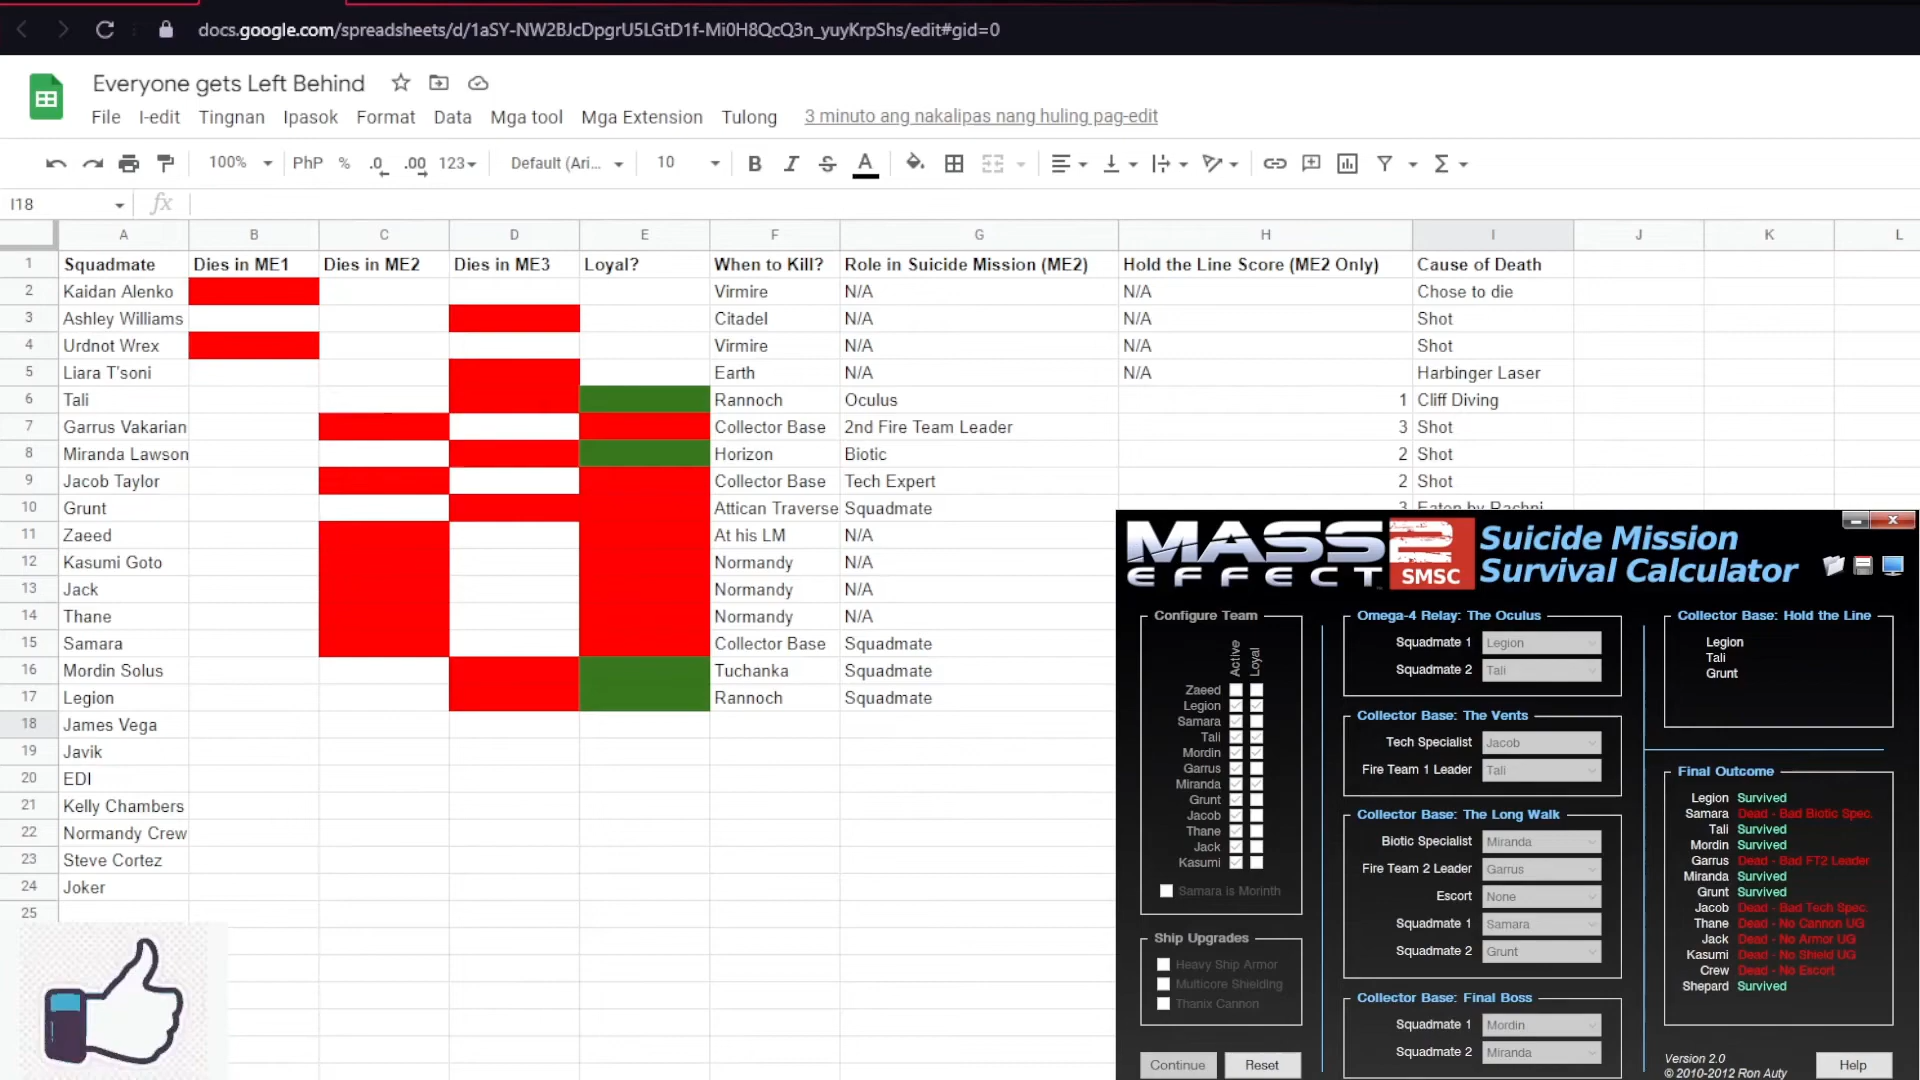 docs.google.com/spreadsheets/d/1aSY-NW2BJcDpgrU5LGtD1f-Mi0H8QcQ3n_yuyKrpShs/edit#gid=0
Everyone gets Left Behind
File I-edit Tingnan Ipasok Format Data Mga tool Mga Extension Tulong 3 minuto ang nakalipas nang huling pag-edit
100% PhP % .0 .00 123 Default (Ari... 10 B I S A
I18 fx
A B C D E F G H I J K L
1 Squadmate Dies in ME1 Dies in ME2 Dies in ME3 Loyal? When to Kill? Role in Suicide Mission (ME2) Hold the Line Score (ME2 Only) Cause of Death
2 Kaidan Alenko Virmire N/A N/A Chose to die
3 Ashley Williams Citadel N/A N/A Shot
4 Urdnot Wrex Virmire N/A N/A Shot
5 Liara T'soni Earth N/A N/A Harbinger Laser
6 Tali Rannoch Oculus 1 Cliff Diving
7 Garrus Vakarian Collector Base 2nd Fire Team Leader 3 Shot
8 Miranda Lawson Horizon Biotic 2 Shot
9 Jacob Taylor Collector Base Tech Expert 2 Shot
10 Grunt Attican Traverse Squadmate 3 Eaten by Rachni
11 Zaeed At his LM N/A
12 Kasumi Goto Normandy N/A
13 Jack Normandy N/A
14 Thane Normandy N/A
15 Samara Collector Base Squadmate
16 Mordin Solus Tuchanka Squadmate
17 Legion Rannoch Squadmate
18 James Vega
19 Javik
20 EDI
21 Kelly Chambers
22 Normandy Crew
23 Steve Cortez
24 Joker
25
MASS EFFECT 2 SMSC
Suicide Mission
Survival Calculator
Configure Team
Active Loyal
Zaeed
Legion
Samara
Tali
Mordin
Garrus
Miranda
Grunt
Jacob
Thane
Jack
Kasumi
Samara is Morinth
Ship Upgrades
Heavy Ship Armor
Multicore Shielding
Thanix Cannon
Continue Reset
Omega-4 Relay: The Oculus
Squadmate 1 Legion
Squadmate 2 Tali
Collector Base: The Vents
Tech Specialist Jacob
Fire Team 1 Leader Tali
Collector Base: The Long Walk
Biotic Specialist Miranda
Fire Team 2 Leader Garrus
Escort None
Squadmate 1 Samara
Squadmate 2 Grunt
Collector Base: Final Boss
Squadmate 1 Mordin
Squadmate 2 Miranda
Collector Base: Hold the Line
Legion
Tali
Grunt
Final Outcome
Legion Survived
Samara Dead - Bad Biotic Spec.
Tali Survived
Mordin Survived
Garrus Dead - Bad FT2 Leader
Miranda Survived
Grunt Survived
Jacob Dead - Bad Tech Spec.
Thane Dead - No Cannon UG
Jack Dead - No Armor UG
Kasumi Dead - No Shield UG
Crew Dead - No Escort
Shepard Survived
Version 2.0
© 2010-2012 Ron Auty
Help